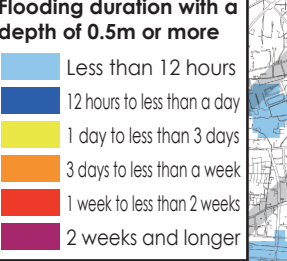 Flooding duration with a
depth of 0.5m or more
Less than 12 hours
12 hours to less than a day
1 day to less than 3 days
3 days to less than a week
1 week to less than 2 weeks
2 weeks and longer